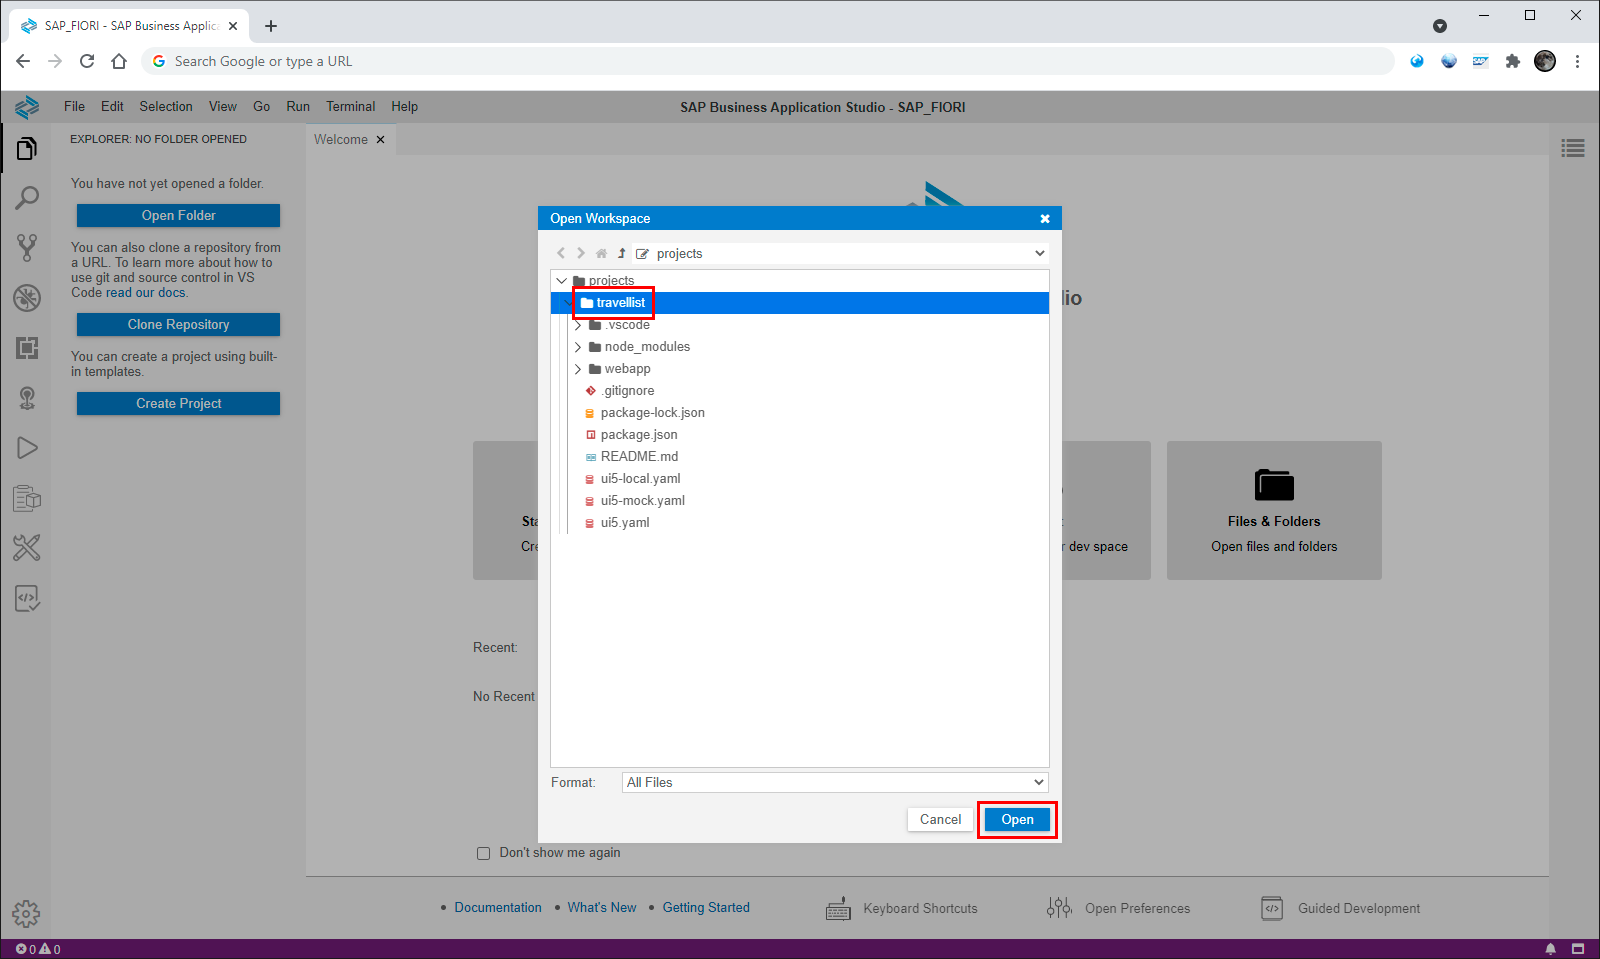 SAP_FIORI - SAP Business Applica
Search Google or type a URL
SAP
File Edit Selection View Go Run Terminal Help
SAP Business Application Studio - SAP_FIORI
EXPLORER: NO FOLDER OPENED
You have not yet opened a folder.
Open Folder
You can also clone a repository from
a URL. To learn more about how to
use git and source control in VS
Code read our docs.
Clone Repository
You can create a project using built-
in templates.
Create Project
Welcome
dio
Open Workspace
projects
projects
travellist
.vscode
node_modules
webapp
.gitignore
package-lock.json
package.json
README.md
ui5-local.yaml
ui5-mock.yaml
ui5.yaml
Format: All Files
Cancel Open
Sta
Cre
r dev space
Files & Folders
Open files and folders
Recent:
No Recent
Don't show me again
• Documentation • What's New • Getting Started
Keyboard Shortcuts
Open Preferences
Guided Development
0 0